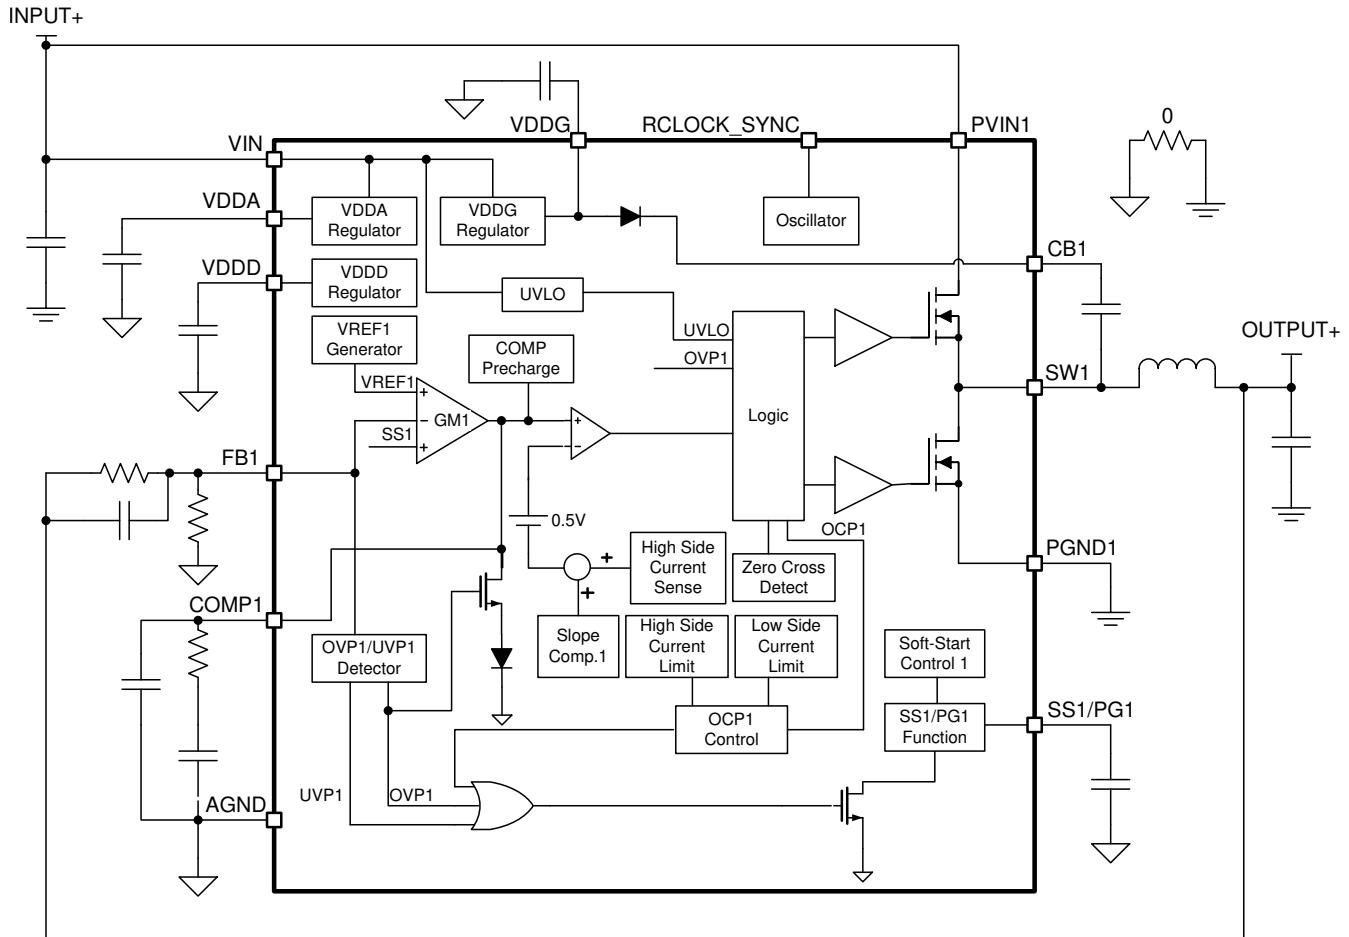 INPUT+
VDDG
RCLOCK_SYNC
PVIN1
0
VIN
VDDA
VDDA
Regulator
VDDG
Regulator
Oscillator
CB1
VDDD
VDDD
Regulator
UVLO
VREF1
Generator
UVLO
COMP
Precharge
OVP1
OUTPUT+
VREF1
SW1
+
-
GM1
SS1
+
+
-
Logic
FB1
0.5V
OCP1
High Side
Current
Sense
+
+
Zero Cross
Detect
PGND1
COMP1
OVP1/UVP1
Detector
Slope
Comp.1
High Side
Current
Limit
Low Side
Current
Limit
Soft-Start
Control 1
OCP1
Control
SS1/PG1
Function
SS1/PG1
AGND
UVP1
OVP1